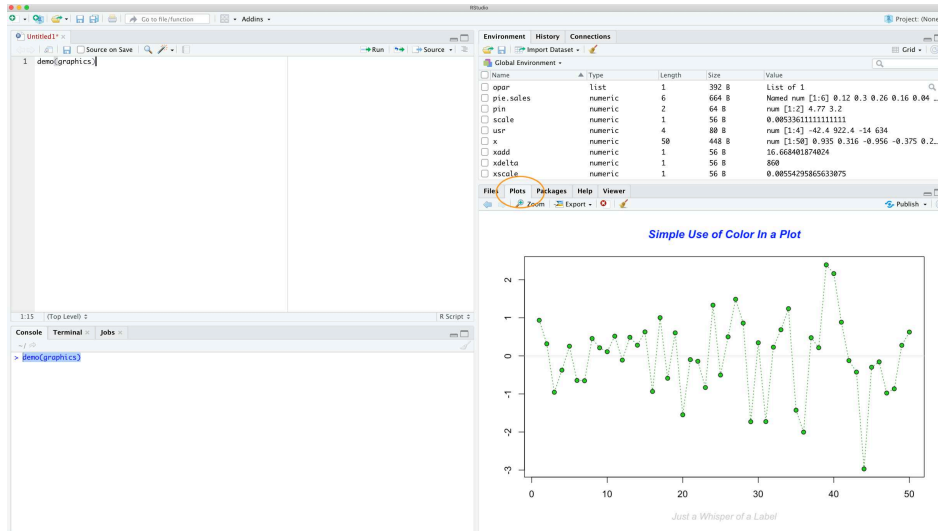 RStudio
Go to file/function
Addins
Project: (None
Untitled1*
Source on Save
Run
Source
1 demo(graphics)
1:15 (Top Level) R Script
Console Terminal Jobs
~/
> demo(graphics)
Environment History Connections
Import Dataset
Grid
Global Environment
Name Type Length Size Value
opar list 1 392 B List of 1
pie.sales numeric 6 664 B Named num [1:6] 0.12 0.3 0.26 0.16 0.04 …
pin numeric 2 64 B num [1:2] 4.77 3.2
scale numeric 1 56 B 0.00533611111111111
usr numeric 4 80 B num [1:4] -42.4 922.4 -14 634
x numeric 50 448 B num [1:50] 0.935 0.316 -0.956 -0.375 0.2…
xadd numeric 1 56 B 16.668401874024
xdelta numeric 1 56 B 860
xscale numeric 1 56 B 0.00554295865633075
Files Plots Packages Help Viewer
Zoom Export Publish
Simple Use of Color In a Plot
2
1
0
-1
-2
-3
0 10 20 30 40 50
Just a Whisper of a Label